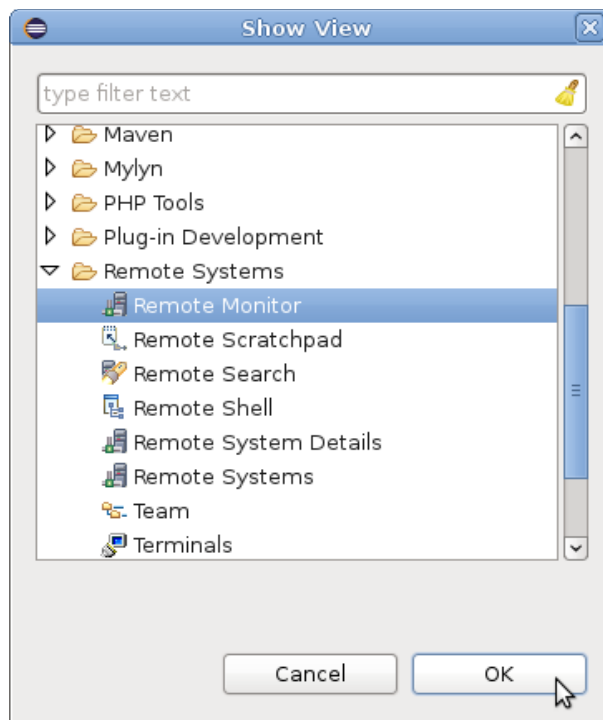 Show View
type filter text
Maven
Mylyn
PHP Tools
Plug-in Development
Remote Systems
Remote Monitor
Remote Scratchpad
Remote Search
Remote Shell
Remote System Details
Remote Systems
Team
Terminals
Cancel OK